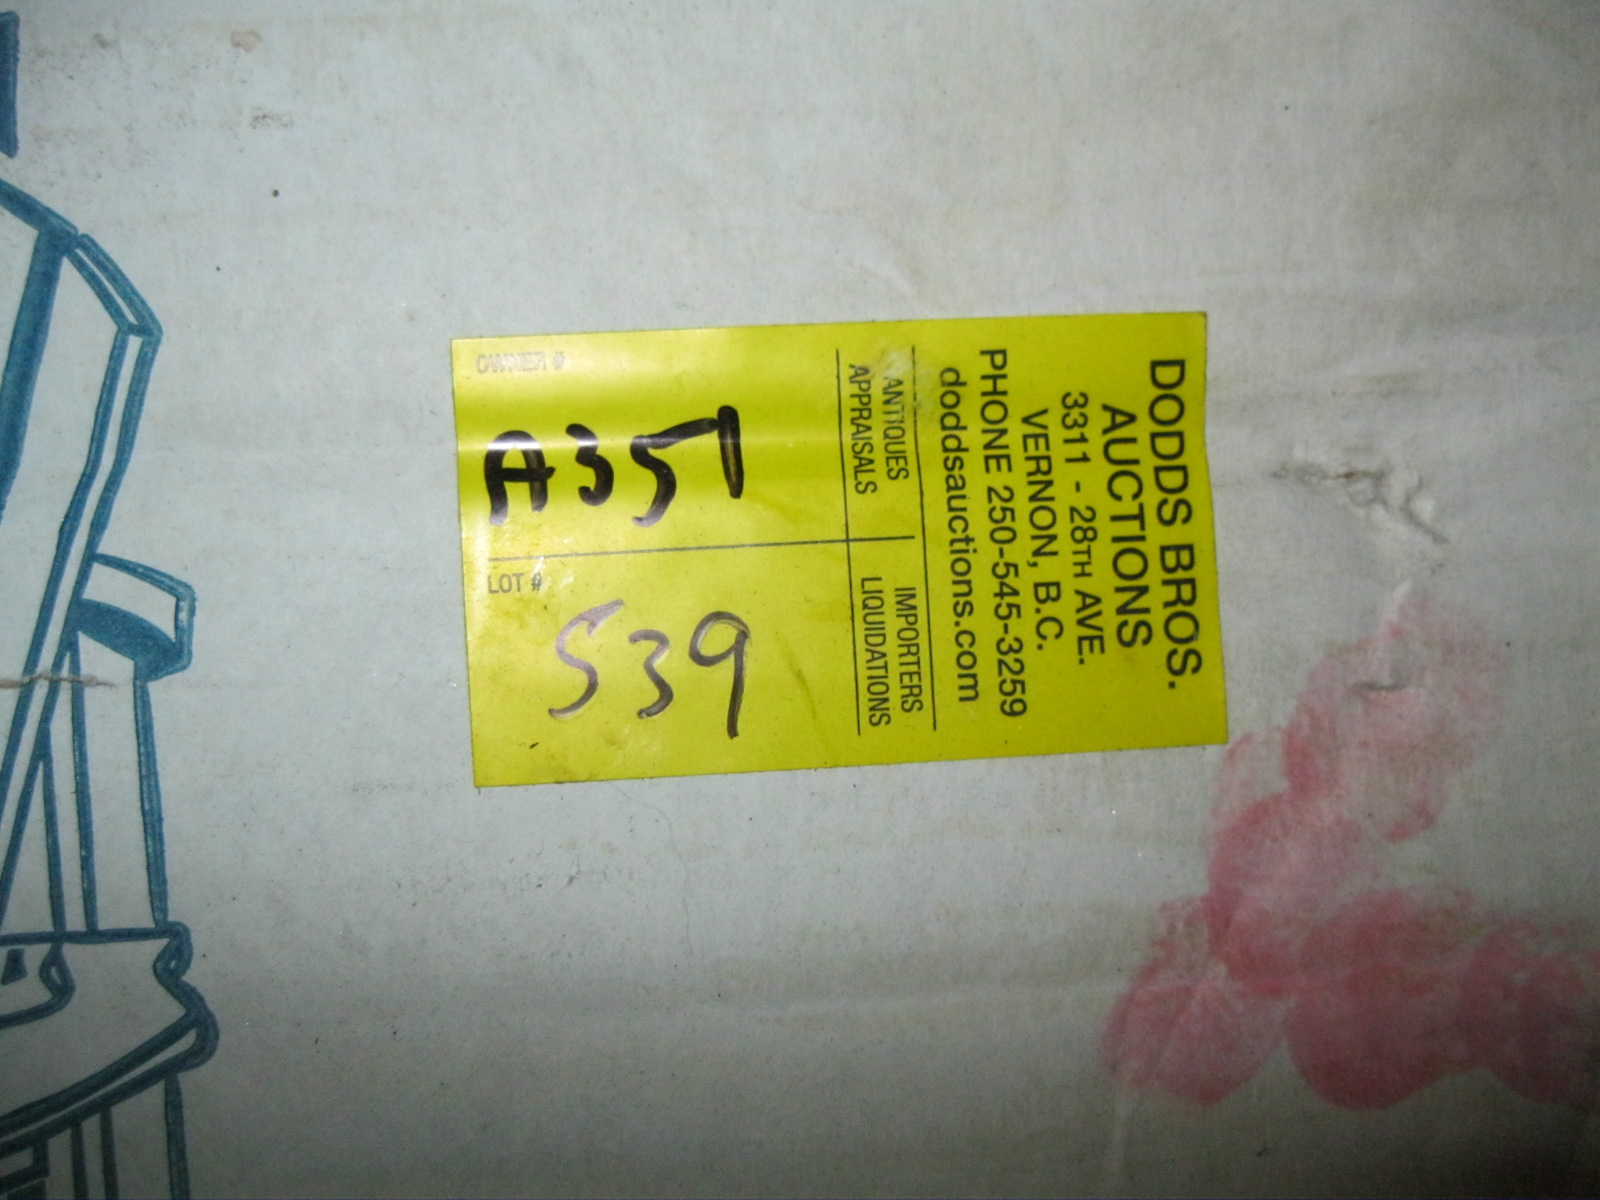 DODDS BROS.
AUCTIONS
3311 - 28TH AVE.
VERNON, B.C.
PHONE 250-545-3259
doddsauctions.com
ANTIQUES IMPORTERS
APPRAISALS LIQUIDATIONS
OWNER #
LOT #
539